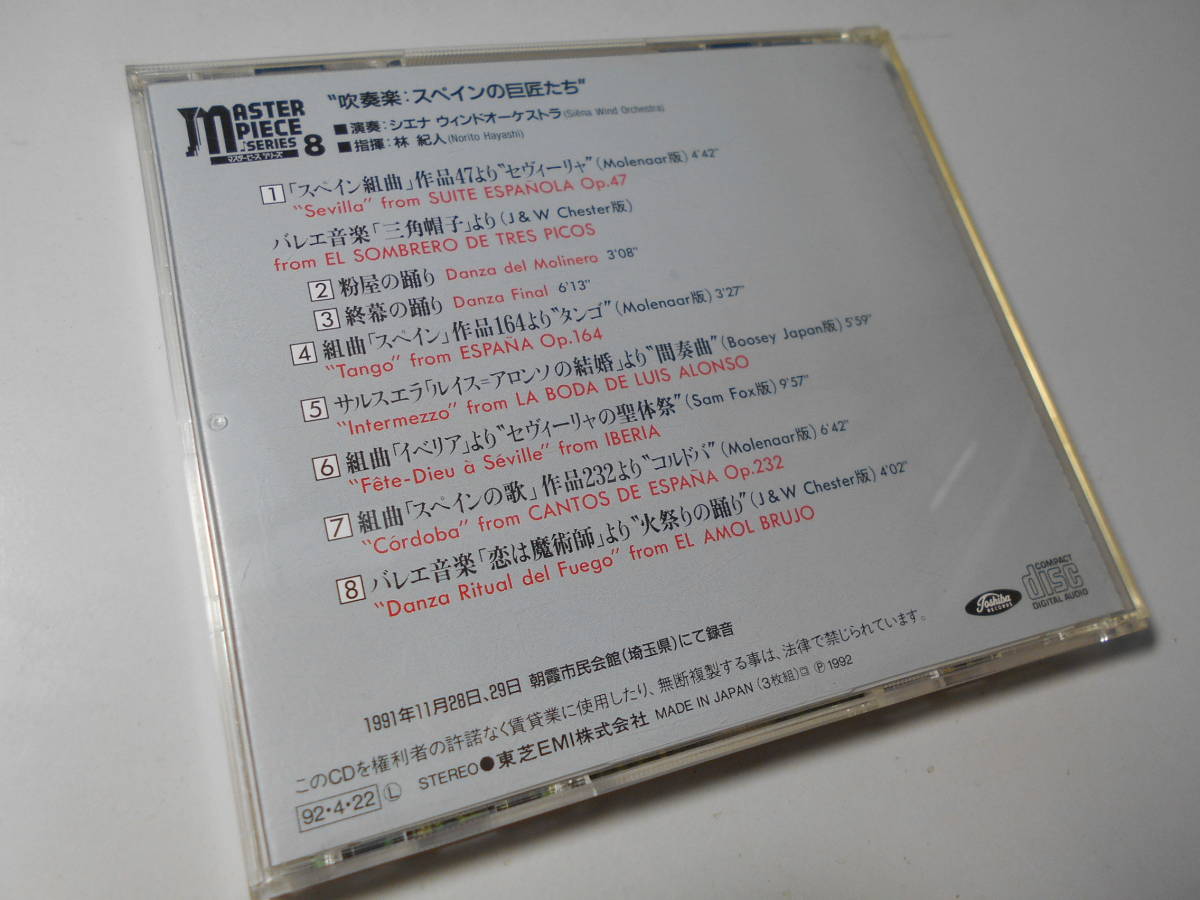 MASTER
PIECE
SERIES 8
マスターピース シリーズ
“吹奏楽:スペインの巨匠たち”
■演奏:シエナ ウィンドオーケストラ(Siēna Wind Orchestra)
■指揮:林 紀人(Norito Hayashi)
1 「スペイン組曲」作品47より“セヴィーリャ”(Molenaar版) 4'42"
“Sevilla” from SUITE ESPAÑOLA Op.47
バレエ音楽「三角帽子」より(J&W Chester版)
from EL SOMBRERO DE TRES PICOS
2 粉屋の踊り Danza del Molinero 3'08"
3 終幕の踊り Danza Final 6'13"
4 組曲「スペイン」作品164より“タンゴ”(Molenaar版) 3'27"
“Tango” from ESPAÑA Op.164
5 サルスエラ「ルイス=アロンソの結婚」より“間奏曲”(Boosey Japan版) 5'59"
“Intermezzo” from LA BODA DE LUIS ALONSO
6 組曲「イベリア」より“セヴィーリャの聖体祭”(Sam Fox版) 9'57"
“Fête-Dieu à Séville” from IBERIA
7 組曲「スペインの歌」作品232より“コルドバ”(Molenaar版) 6'42"
“Córdoba” from CANTOS DE ESPAÑA Op.232
8 バレエ音楽「恋は魔術師」より“火祭りの踊り”(J&W Chester版) 4'02"
“Danza Ritual del Fuego” from EL AMOL BRUJO
Toshiba
RECORDS
COMPACT
disc
DIGITAL AUDIO
1991年11月28日、29日 朝霞市民会館(埼玉県)にて録音
このCDを権利者の許諾なく賃貸業に使用したり、無断複製する事は、法律で禁じられています。
92・4・22 Ⓛ STEREO●東芝EMI株式会社 MADE IN JAPAN (3枚組)回 ℗1992